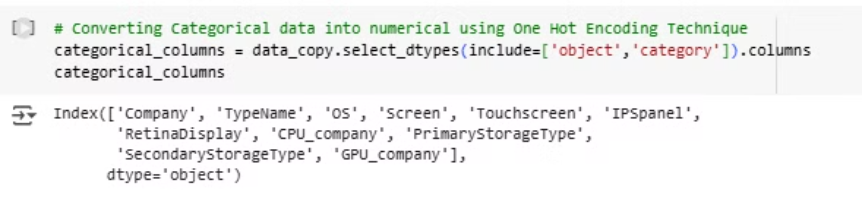 [ ] # Converting Categorical data into numerical using One Hot Encoding Technique
categorical_columns = data_copy.select_dtypes(include=['object','category']).columns
categorical_columns
Index(['Company', 'TypeName', 'OS', 'Screen', 'Touchscreen', 'IPSpanel',
'RetinaDisplay', 'CPU_company', 'PrimaryStorageType',
'SecondaryStorageType', 'GPU_company'],
dtype='object')